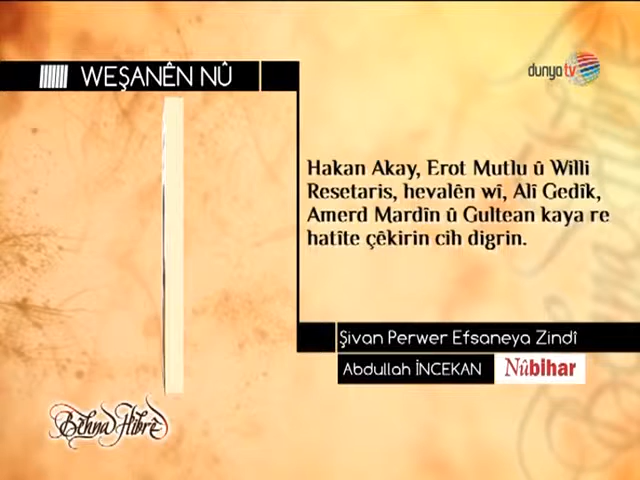 WEŞANÊN NÛ
dunya tv
Hakan Akay, Erot Mutlu û Willi
Resetaris, hevalên wî, Alî Gedîk,
Amerd Mardîn û Gultean kaya re
hatîte çêkirin cih digrin.
Şivan Perwer Efsaneya Zindî
Abdullah İNCEKAN
Nûbihar
Bêhna Hibrê